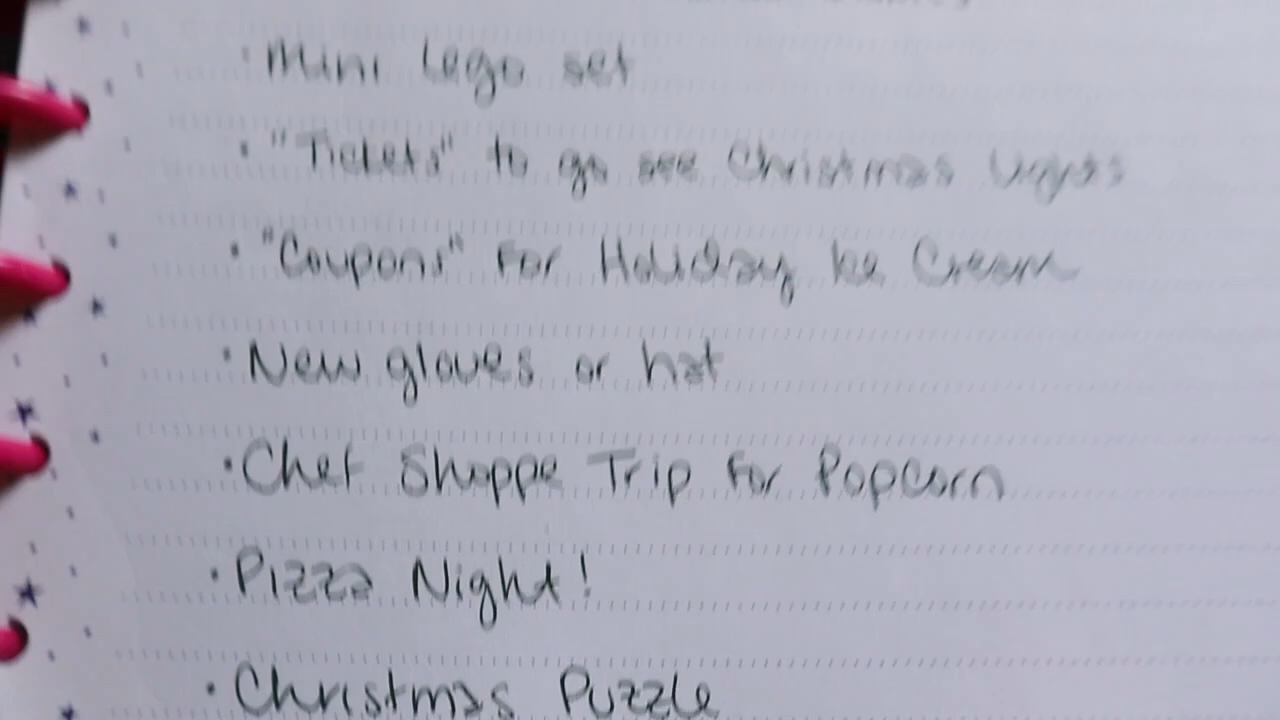 · Mini Lego set
· "Tickets" to go see Christmas Lights
· "Coupons" for Holiday Ice Cream
· New gloves or hat
· Chef Shoppe Trip for Popcorn
· Pizza Night!
· Christmas Puzzle